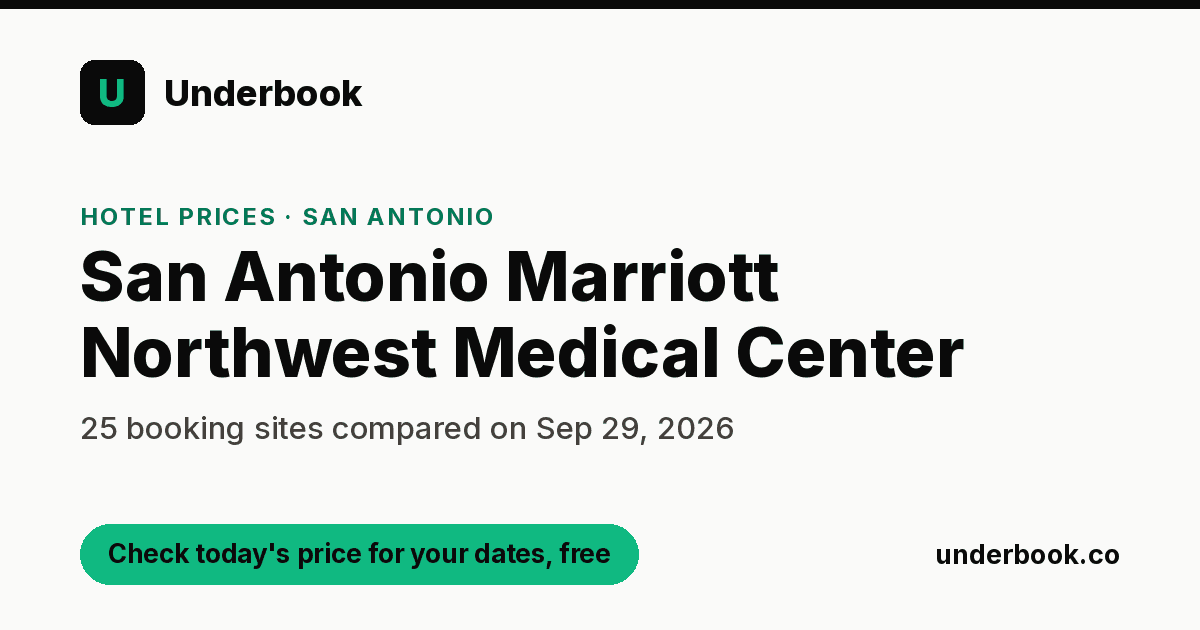 U Underbook
HOTEL PRICES · SAN ANTONIO
San Antonio Marriott
Northwest Medical Center
25 booking sites compared on Sep 29, 2026
Check today's price for your dates, free
underbook.co